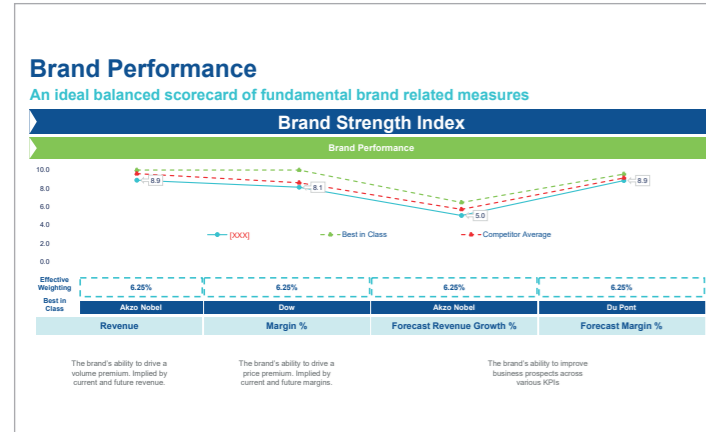 Brand Performance
An ideal balanced scorecard of fundamental brand related measures
Brand Strength Index
Brand Performance
10.0
8.0
6.0
4.0
2.0
0.0
8.9
8.1
5.0
8.9
[XXX]
Best in Class
Competitor Average
Effective
Weighting
6.25%
6.25%
6.25%
6.25%
Best in
Class
Akzo Nobel
Dow
Akzo Nobel
Du Pont
Revenue
Margin %
Forecast Revenue Growth %
Forecast Margin %
The brand's ability to drive a
volume premium. Implied by
current and future revenue.
The brand's ability to drive a
price premium. Implied by
current and future margins.
The brand's ability to improve
business prospects across
various KPIs